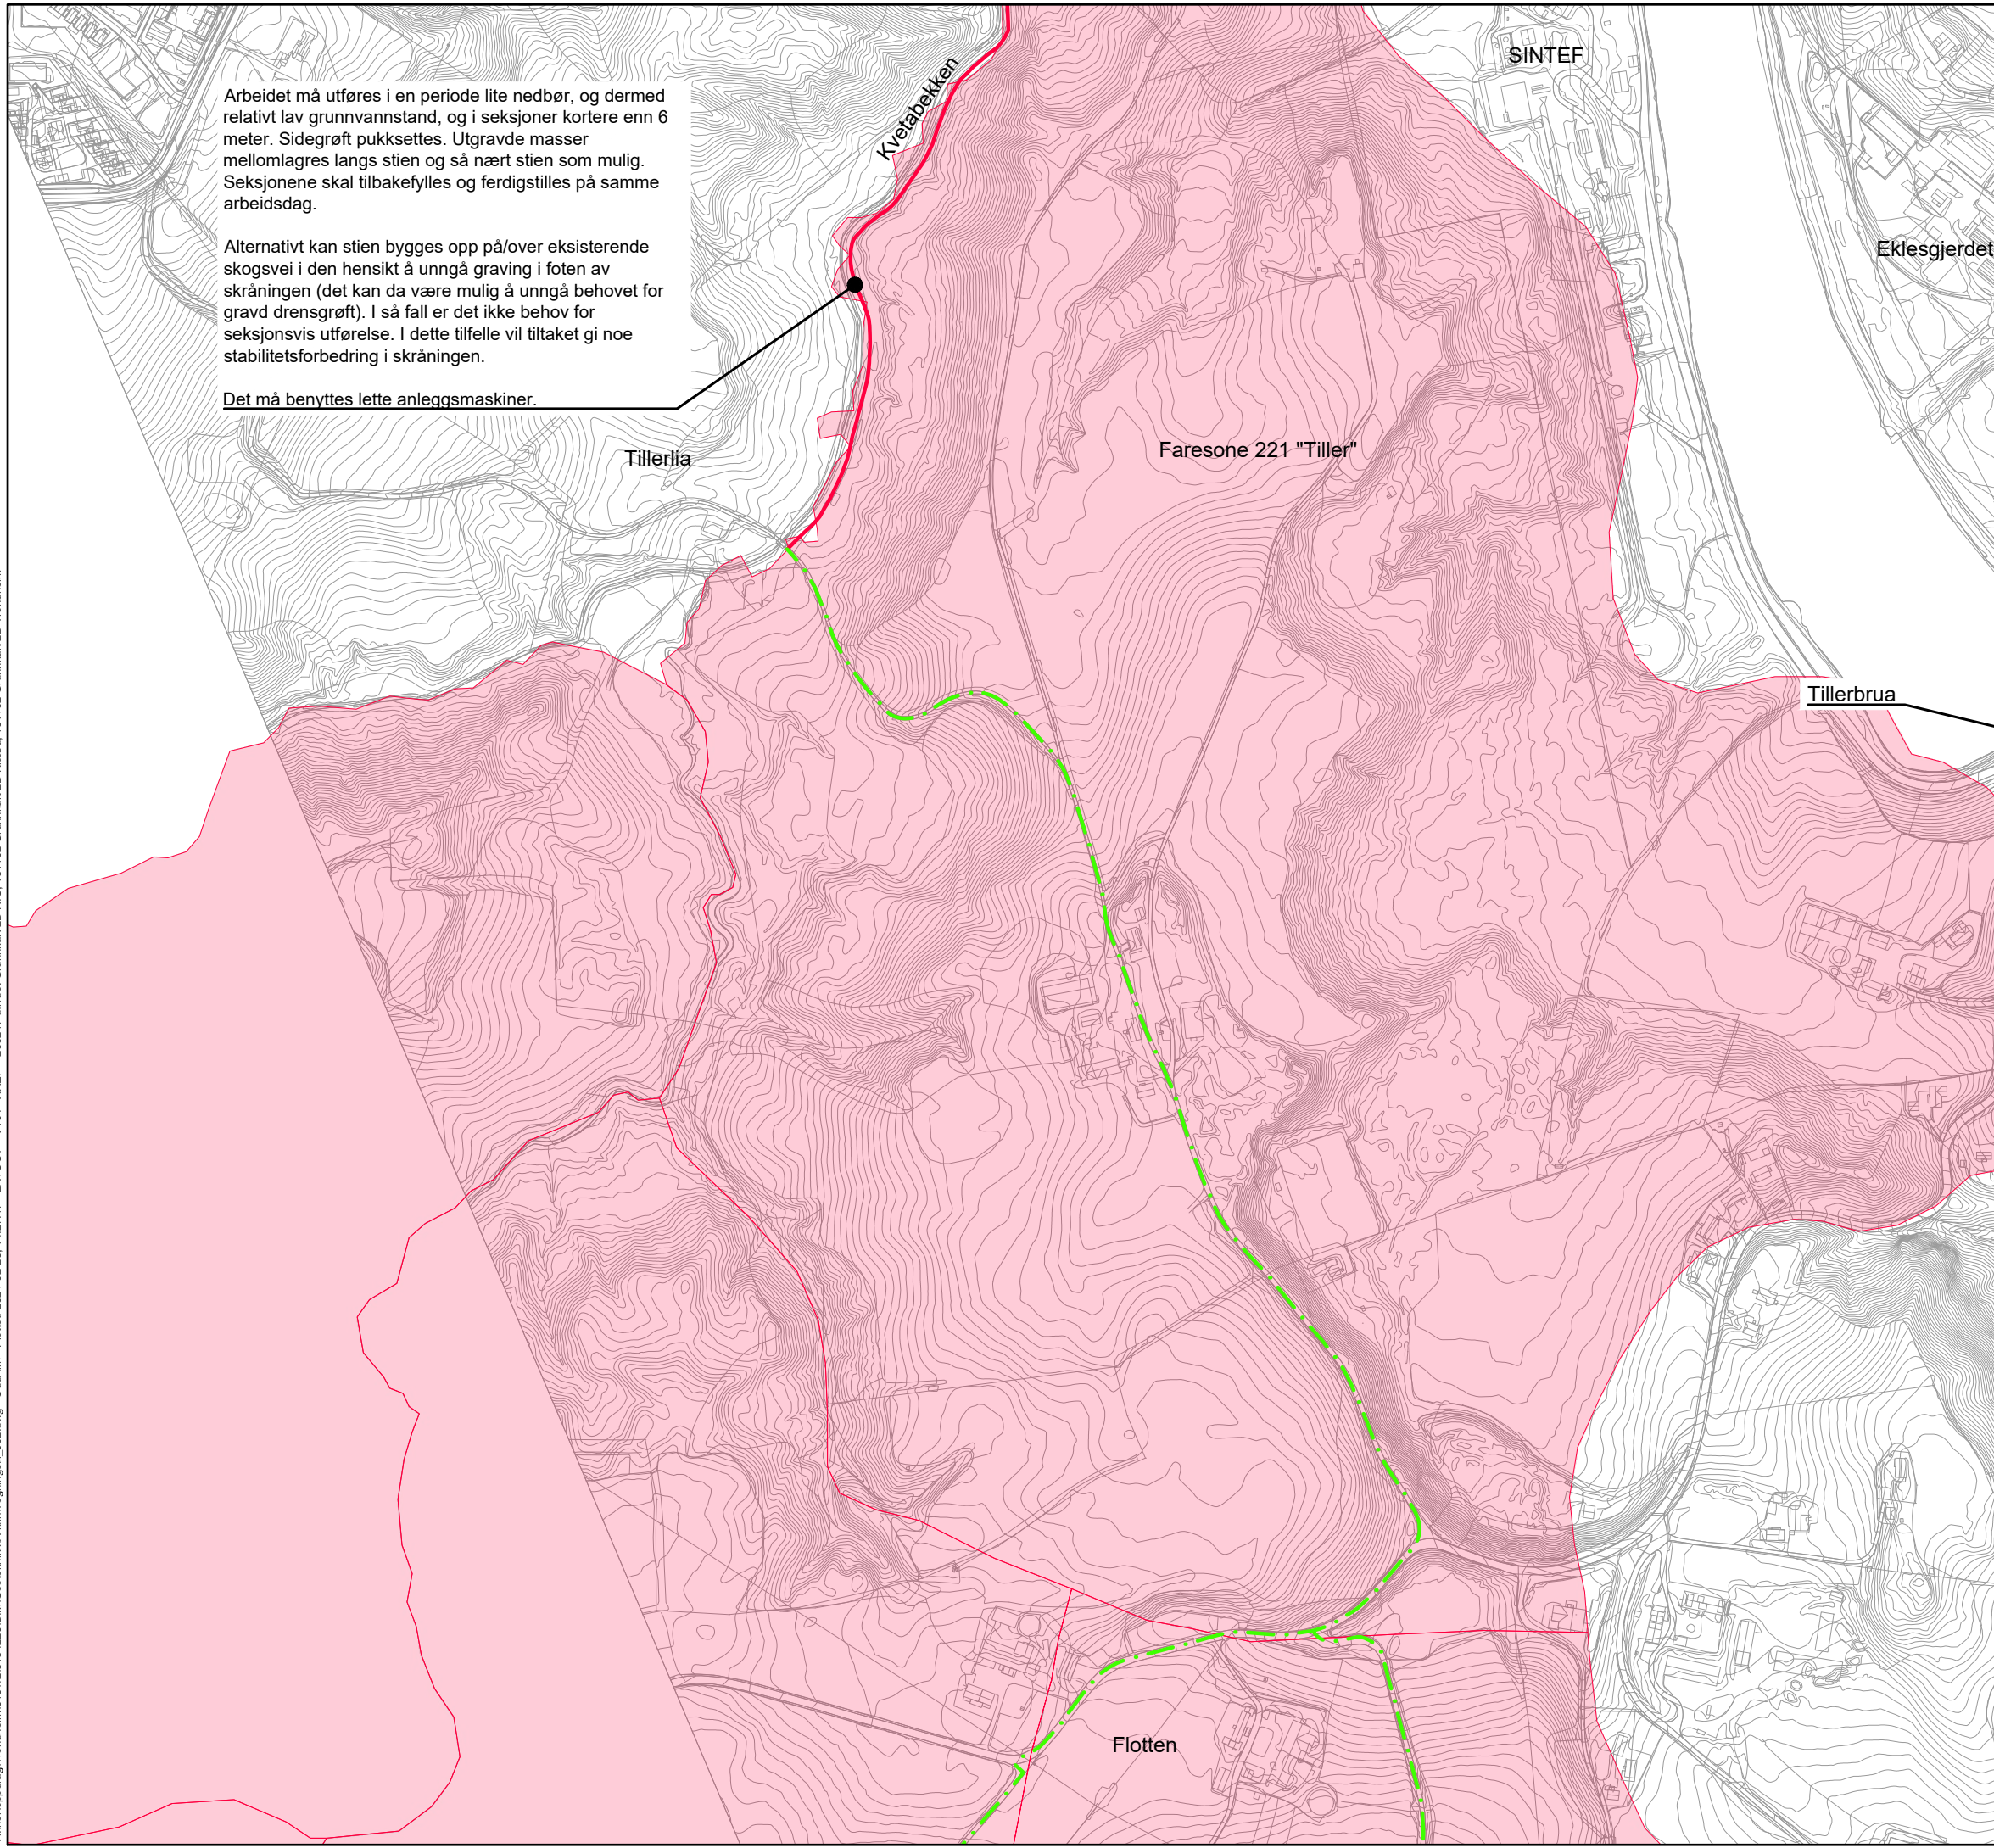 SINTEF
Kvetabekken
Arbeidet må utføres i en periode lite nedbør, og dermed
relativt lav grunnvannstand, og i seksjoner kortere enn 6
meter. Sidegrøft pukksettes. Utgravde masser
mellomlagres langs stien og så nært stien som mulig.
Seksjonene skal tilbakefylles og ferdigstilles på samme
arbeidsdag.
Alternativt kan stien bygges opp på/over eksisterende
skogsvei i den hensikt å unngå graving i foten av
skråningen (det kan da være mulig å unngå behovet for
gravd drensgrøft). I så fall er det ikke behov for
seksjonsvis utførelse. I dette tilfelle vil tiltaket gi noe
stabilitetsforbedring i skråningen.
Det må benyttes lette anleggsmaskiner.
Eklesgjerdet
Tillerlia
Faresone 221 "Tiller"
Tillerbrua
Flotten